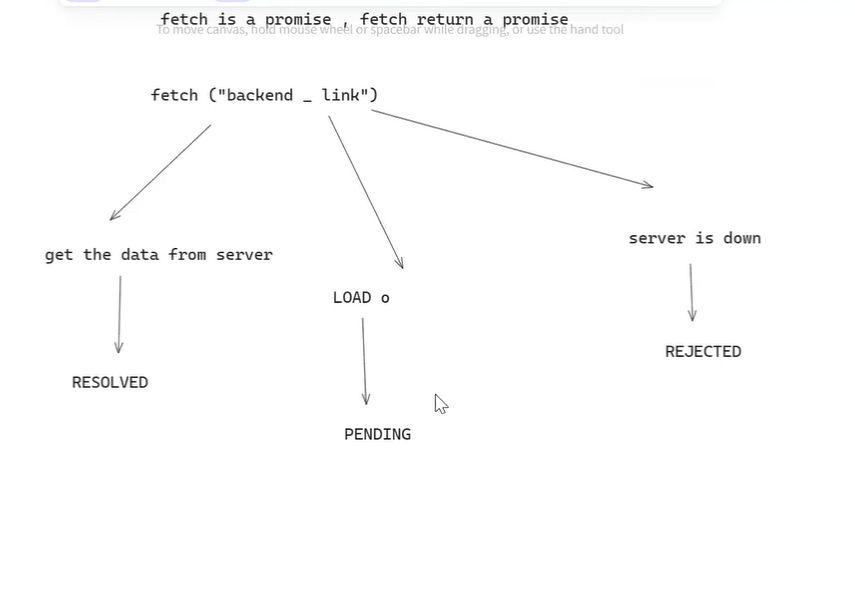 fetch is a promise , fetch return a promise
To move canvas, hold mouse wheel or spacebar while dragging, or use the hand tool
fetch ("backend _ link")
server is down
get the data from server
LOAD o
REJECTED
RESOLVED
PENDING